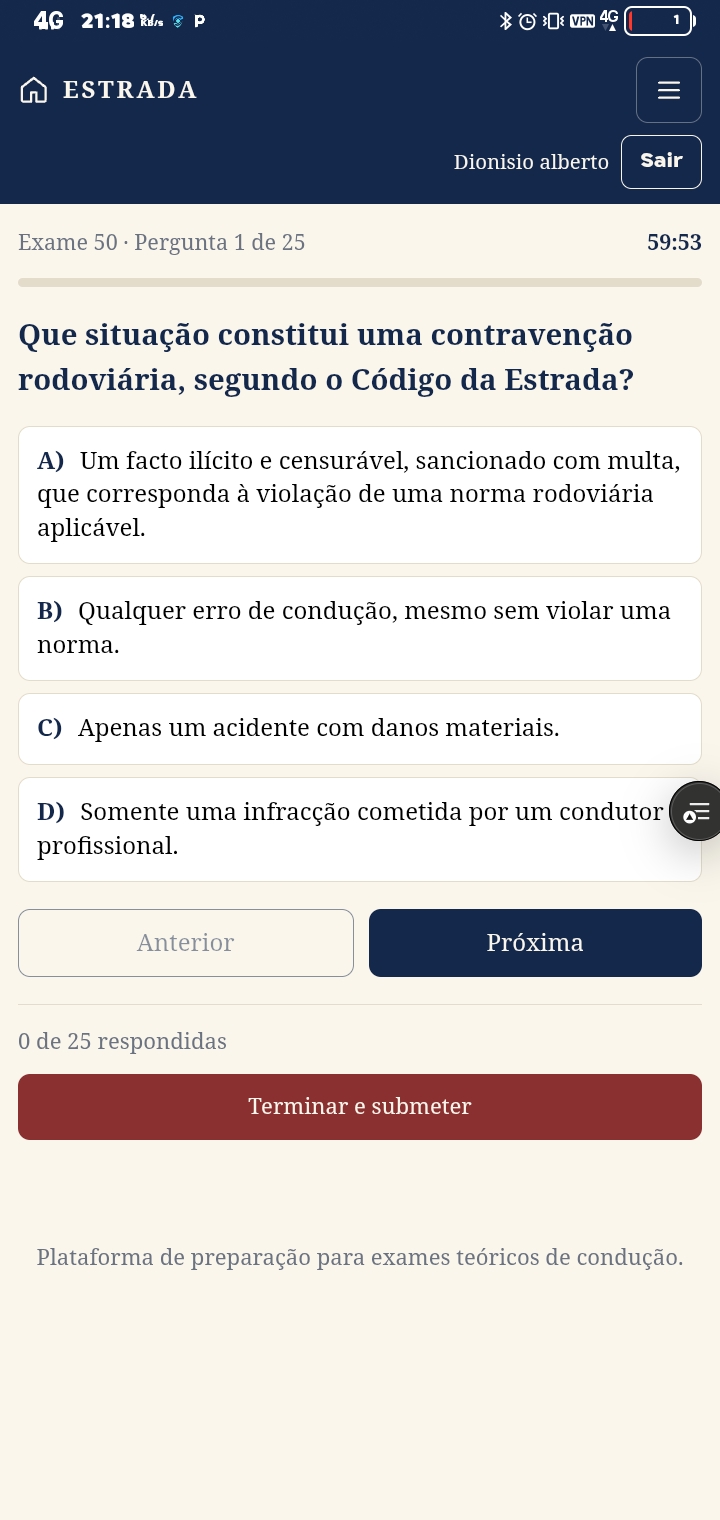 4G 21:18 KB/s P VPN 4G 1
ESTRADA
Dionisio alberto Sair
Exame 50 · Pergunta 1 de 25 59:53
Que situação constitui uma contravenção
rodoviária, segundo o Código da Estrada?
A) Um facto ilícito e censurável, sancionado com multa,
que corresponda à violação de uma norma rodoviária
aplicável.
B) Qualquer erro de condução, mesmo sem violar uma
norma.
C) Apenas um acidente com danos materiais.
D) Somente uma infracção cometida por um condutor
profissional.
Anterior Próxima
0 de 25 respondidas
Terminar e submeter
Plataforma de preparação para exames teóricos de condução.